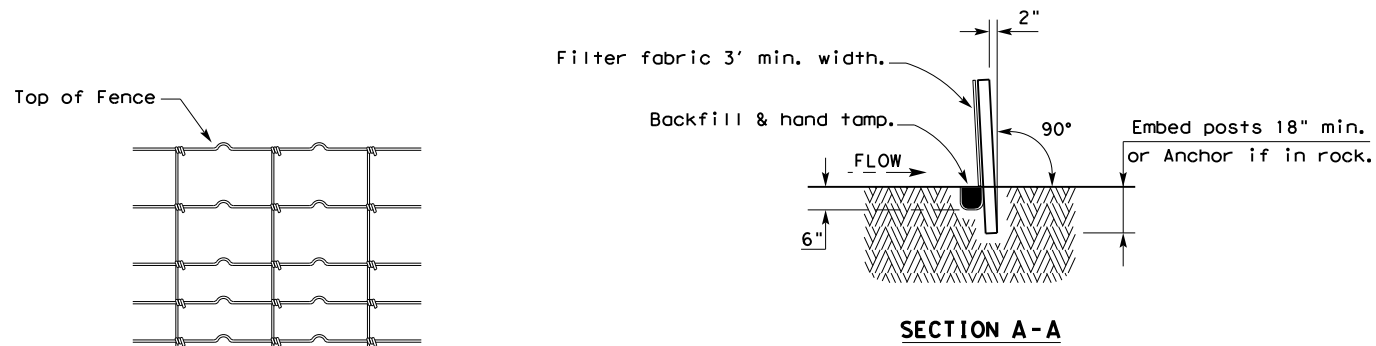 Top of Fence
Filter fabric 3' min. width.
Backfill & hand tamp.
FLOW
6"
2"
90°
Embed posts 18" min.
or Anchor if in rock.
SECTION A-A